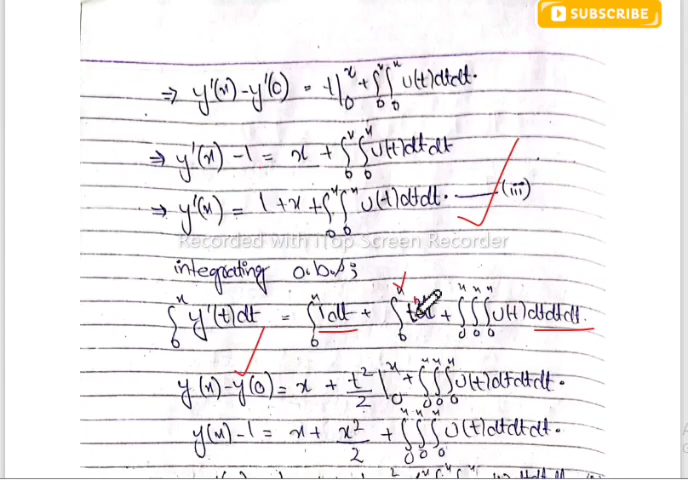 SUBSCRIBE
⇒ y'(x) - y'(0) = t|₀ˣ + ∫₀ˣ∫₀ˣ u(t)dtdt.
⇒ y'(x) - 1 = x + ∫₀ˣ∫₀ˣ u(t)dtdt
⇒ y'(x) = 1 + x + ∫₀ˣ∫₀ˣ u(t)dtdt. —— (iii)
Recorded with iTop Screen Recorder
integrating o.b.s;
∫₀ˣ y'(t)dt = ∫₀ˣ 1dt + ∫₀ˣ t + ∫₀ˣ∫₀ˣ∫₀ˣ u(t)dtdtdt.
y(x) - y(0) = x + t²/2 |₀ˣ + ∫₀ˣ∫₀ˣ∫₀ˣ u(t)dtdtdt.
y(x) - 1 = x + x²/2 + ∫₀ˣ∫₀ˣ∫₀ˣ u(t)dtdtdt.